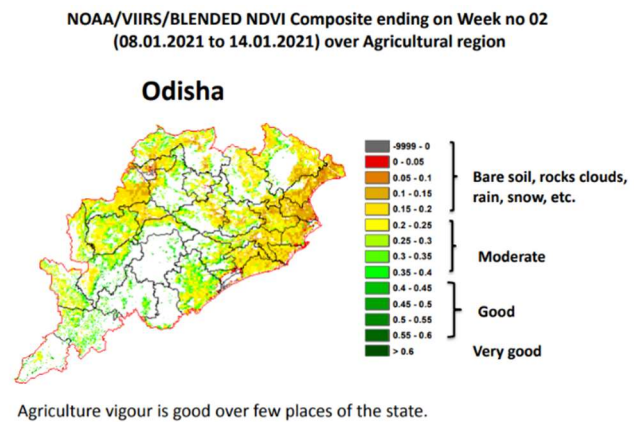 NOAA/VIIRS/BLENDED NDVI Composite ending on Week no 02
(08.01.2021 to 14.01.2021) over Agricultural region
Odisha
-9999 - 0
0 - 0.05
0.05 - 0.1
0.1 - 0.15
0.15 - 0.2
0.2 - 0.25
0.25 - 0.3
0.3 - 0.35
0.35 - 0.4
0.4 - 0.45
0.45 - 0.5
0.5 - 0.55
0.55 - 0.6
> 0.6
Bare soil, rocks clouds,
rain, snow, etc.
Moderate
Good
Very good
Agriculture vigour is good over few places of the state.